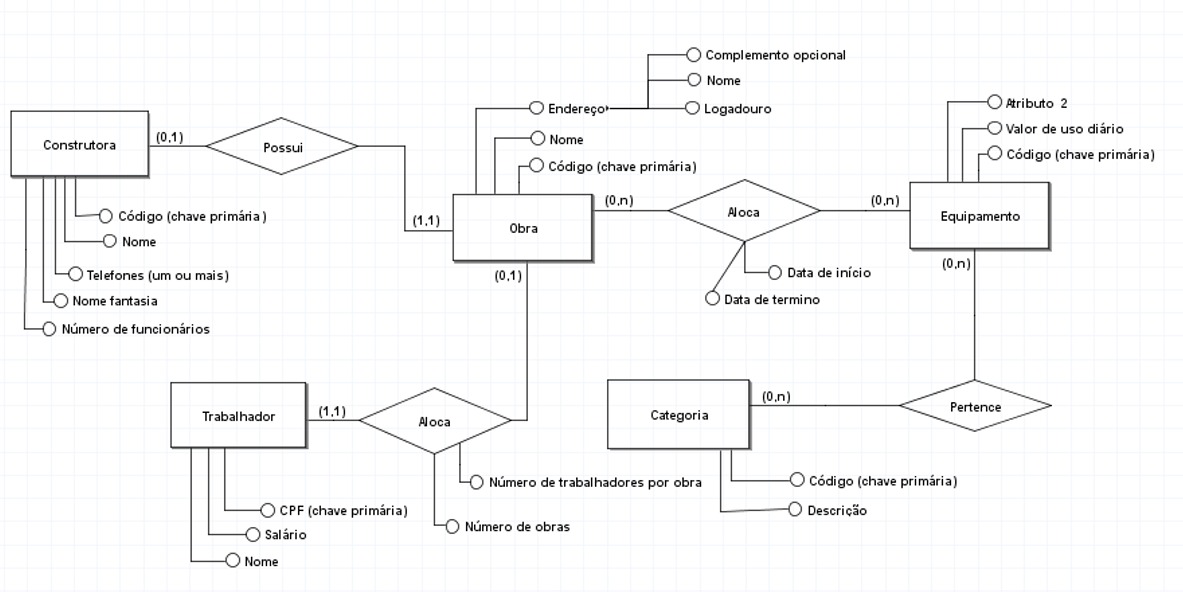 Complemento opcional
Nome
Endereço
Logadouro
Nome
Código (chave primária)
Atributo 2
Valor de uso diário
Código (chave primária)
Construtora
(0,1)
Possui
(1,1)
Obra
(0,n)
Aloca
(0,n)
Equipamento
Código (chave primária)
Nome
Telefones (um ou mais)
Nome fantasia
Número de funcionários
(0,1)
Data de início
Data de termino
(0,n)
Trabalhador
(1,1)
Aloca
Categoria
(0,n)
Pertence
Número de trabalhadores por obra
Número de obras
CPF (chave primária)
Salário
Nome
Código (chave primária)
Descrição